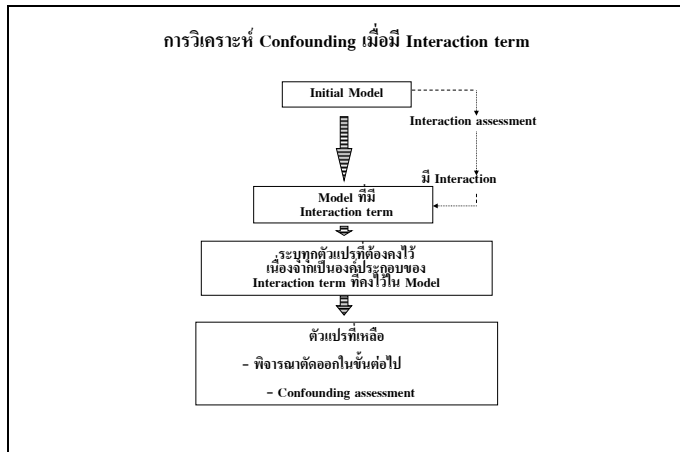 การวิเคราะห์ Confounding เมื่อมี Interaction term
Initial Model
Interaction assessment
มี Interaction
Model ที่มี
Interaction term
ระบุทุกตัวแปรที่ต้องคงไว้
เนื่องจากเป็นองค์ประกอบของ
Interaction term ที่คงไว้ใน Model
ตัวแปรที่เหลือ
- พิจารณาตัดออกในขั้นต่อไป
- Confounding assessment